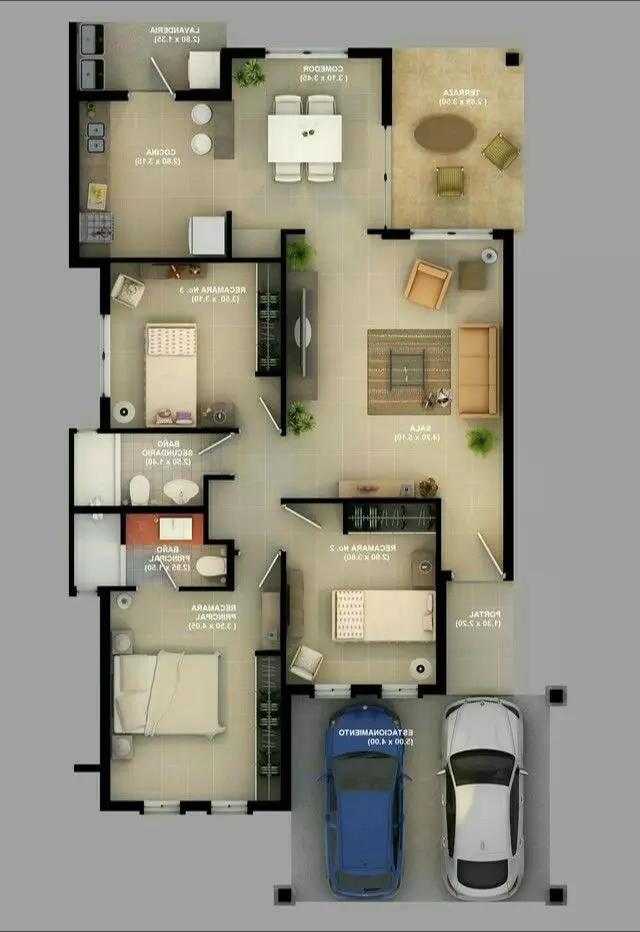 LAVANDERIA
(2.80 x 1.35)
COMEDOR
(3.10 x 3.45)
TERRAZA
(2.65 x 3.50)
COCINA
(2.80 x 3.15)
RECAMARA No. 3
(3.50 x 3.10)
SALA
(4.20 x 5.10)
BAÑO
SECUNDARIO
(2.50 x 1.40)
BAÑO
PRINCIPAL
(2.95 x 1.50)
RECAMARA No. 2
(2.90 x 3.60)
RECAMARA
PRINCIPAL
(3.50 x 4.05)
PORTAL
(1.30 x 2.20)
ESTACIONAMIENTO
(5.00 x 4.00)